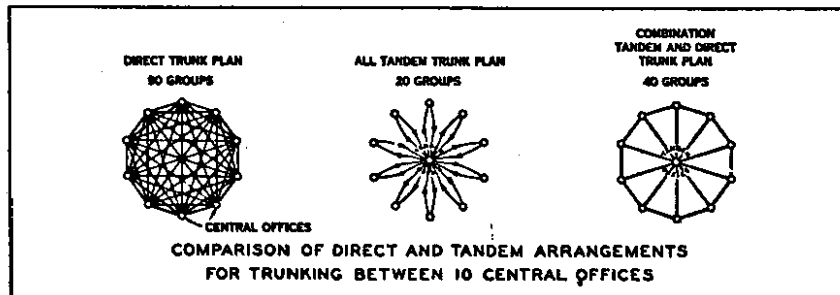 DIRECT TRUNK PLAN
90 GROUPS
ALL TANDEM TRUNK PLAN
20 GROUPS
COMBINATION
TANDEM AND DIRECT
TRUNK PLAN
40 GROUPS
CENTRAL OFFICES
COMPARISON OF DIRECT AND TANDEM ARRANGEMENTS
FOR TRUNKING BETWEEN 10 CENTRAL OFFICES